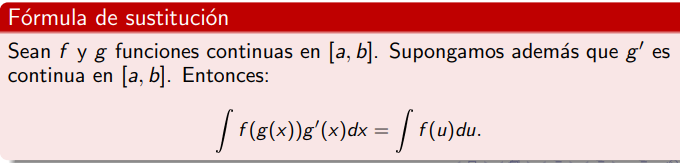 Fórmula de sustitución
Sean f y g funciones continuas en [a, b]. Supongamos además que g′ es
continua en [a, b]. Entonces:
∫ f(g(x))g′(x)dx = ∫ f(u)du.